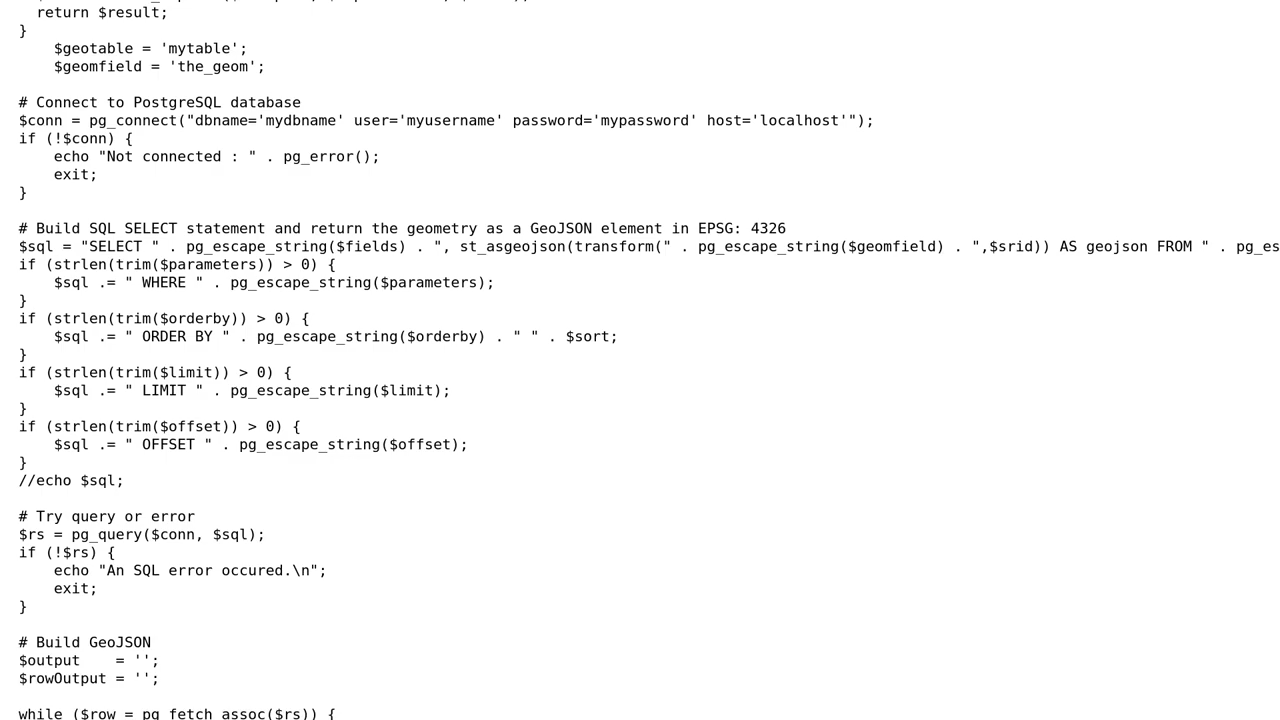 return $result;
}
    $geotable = 'mytable';
    $geomfield = 'the_geom';

# Connect to PostgreSQL database
$conn = pg_connect("dbname='mydbname' user='myusername' password='mypassword' host='localhost'");
if (!$conn) {
    echo "Not connected : " . pg_error();
    exit;
}

# Build SQL SELECT statement and return the geometry as a GeoJSON element in EPSG: 4326
$sql = "SELECT " . pg_escape_string($fields) . ", st_asgeojson(transform(" . pg_escape_string($geomfield) . ",$srid)) AS geojson FROM " . pg_es
if (strlen(trim($parameters)) > 0) {
    $sql .= " WHERE " . pg_escape_string($parameters);
}
if (strlen(trim($orderby)) > 0) {
    $sql .= " ORDER BY " . pg_escape_string($orderby) . " " . $sort;
}
if (strlen(trim($limit)) > 0) {
    $sql .= " LIMIT " . pg_escape_string($limit);
}
if (strlen(trim($offset)) > 0) {
    $sql .= " OFFSET " . pg_escape_string($offset);
}
//echo $sql;

# Try query or error
$rs = pg_query($conn, $sql);
if (!$rs) {
    echo "An SQL error occured.\n";
    exit;
}

# Build GeoJSON
$output    = '';
$rowOutput = '';

while ($row = pg_fetch_assoc($rs)) {